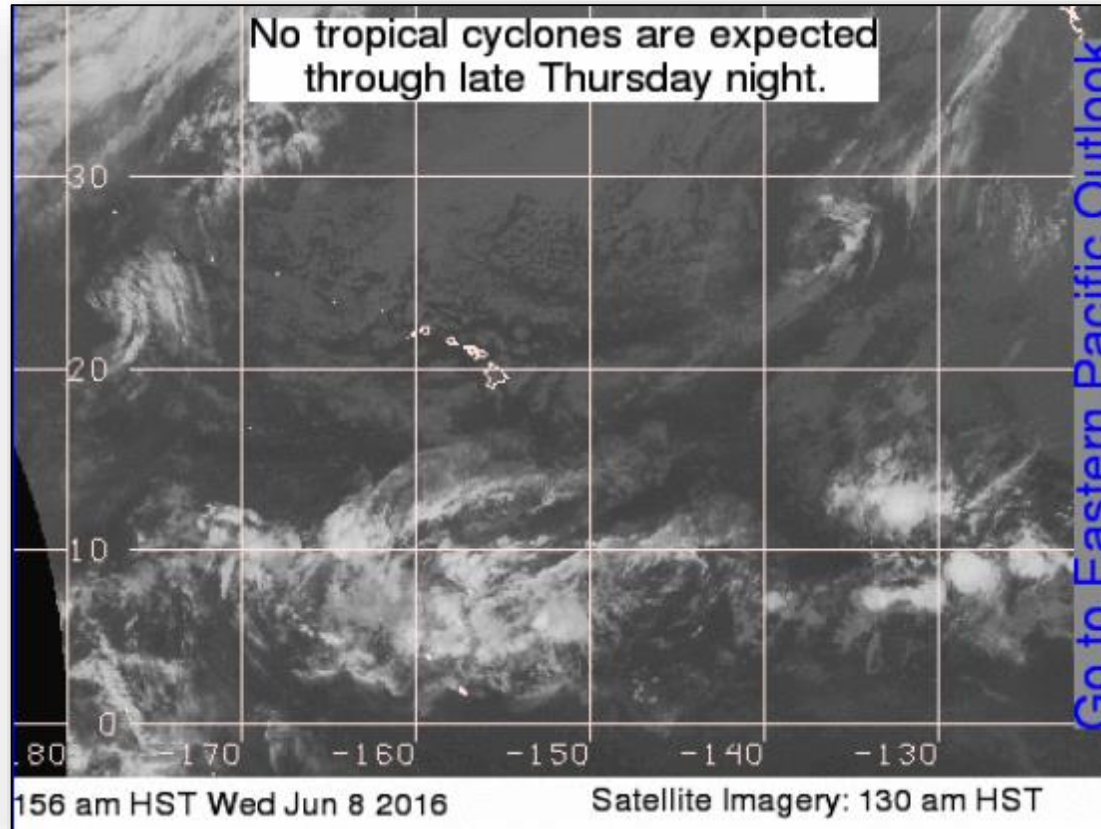 No tropical cyclones are expected
through late Thursday night.
Go to Eastern Pacific Outlook
30
20
10
0
180 -170 -160 -150 -140 -130
156 am HST Wed Jun 8 2016 Satellite Imagery: 130 am HST